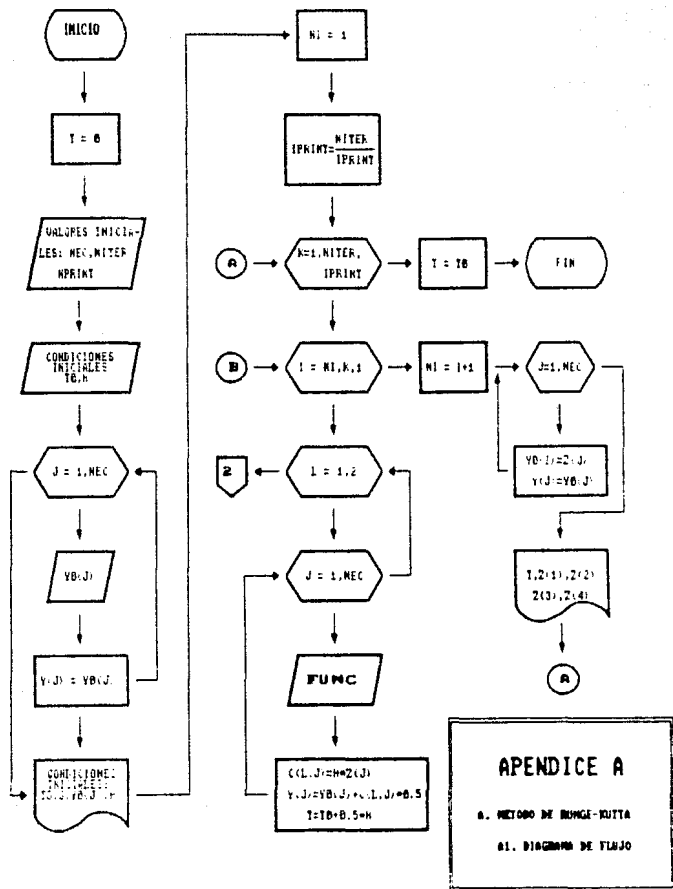 INICIO
T = 0
VALORES INICIA-
LES: NEC,NITER
NPRINT
CONDICIONES
INICIALES
T0,h
J = 1,NEC
Y0(J)
Y(J) = Y0(J)
CONDICIONES
INICIALES:
NI = 1
IPRINT=NITER
IPRINT
A
K=1,NITER,
IPRINT
T = T0
FIN
B
I = NI,K,1
NI = I+1
J=1,NEC
Y0(J)=Z(J)
Y(J)=Y0(J)
2
L = 1,2
J = 1,NEC
T,Z(1),Z(2)
Z(3),Z(4)
A
FUNC
C(L,J)=H*Z(J)
Y(J)=Y0(J)+C(L,J)*0.5
T=T0+0.5*H
APENDICE A
A. METODO DE RUNGE-KUTTA
A1. DIAGRAMA DE FLUJO